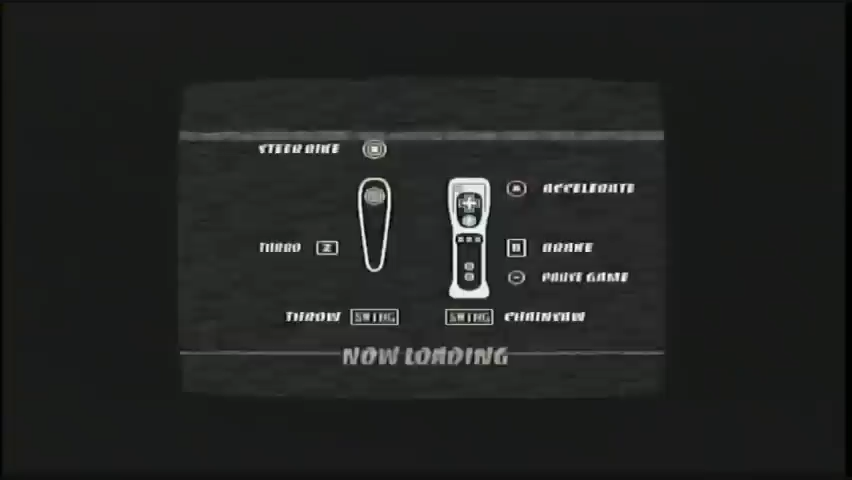 STEER BIKE
A ACCELERATE
TURBO Z
B BRAKE
- PAUSE GAME
THROW SWING
SWING CHAINSAW
NOW LOADING